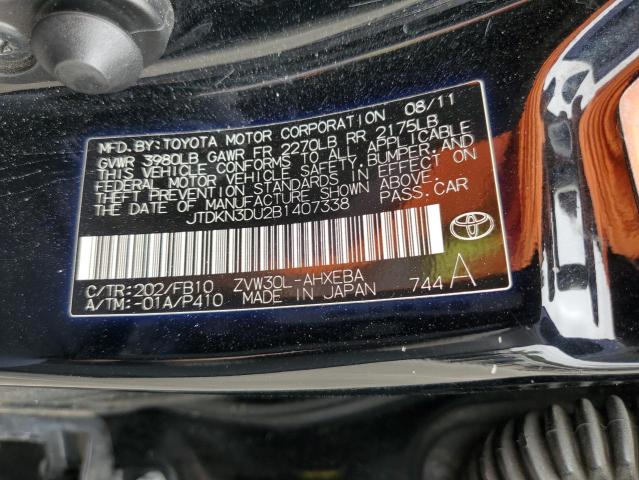 MFD. BY: TOYOTA MOTOR CORPORATION 08/11
GVWR 3980LB GAWR FR 2270LB RR 2175LB
THIS VEHICLE CONFORMS TO ALL APPLICABLE
FEDERAL MOTOR VEHICLE SAFETY, BUMPER, AND
THEFT PREVENTION STANDARDS IN EFFECT ON
THE DATE OF MANUFACTURE SHOWN ABOVE.
JTDKN3DU2B1407338 PASS. CAR
C/TR:202/FB10 ZVW30L-AHXEBA
A/TM:-01A/P410 MADE IN JAPAN 744 A